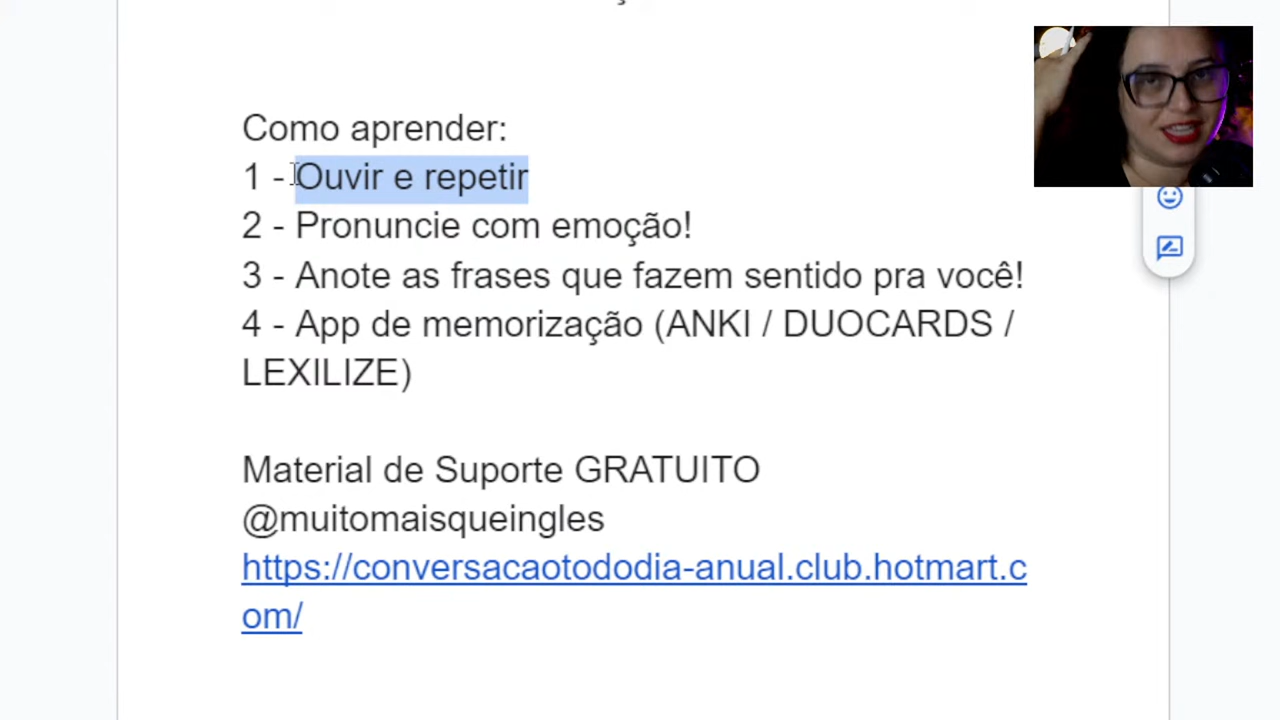 Como aprender:
1 - Ouvir e repetir
2 - Pronuncie com emoção!
3 - Anote as frases que fazem sentido pra você!
4 - App de memorização (ANKI / DUOCARDS /
LEXILIZE)
Material de Suporte GRATUITO
@muitomaisqueingles
https://conversacaotododia-anual.club.hotmart.c
om/